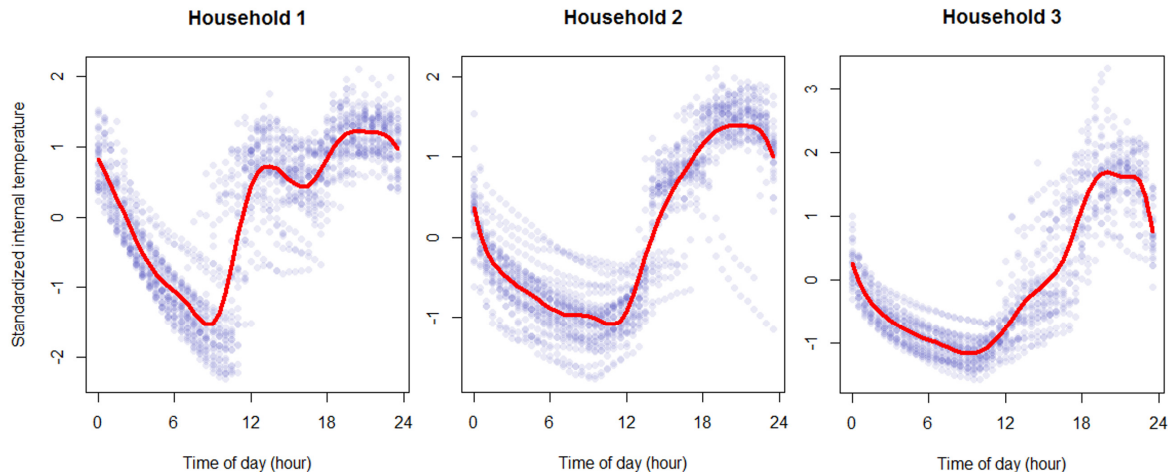 Household 1
Household 2
Household 3
Standardized internal temperature
2
1
0
-1
-2
0 6 12 18 24
Time of day (hour)
2
1
0
-1
0 6 12 18 24
Time of day (hour)
3
2
1
0
-1
0 6 12 18 24
Time of day (hour)